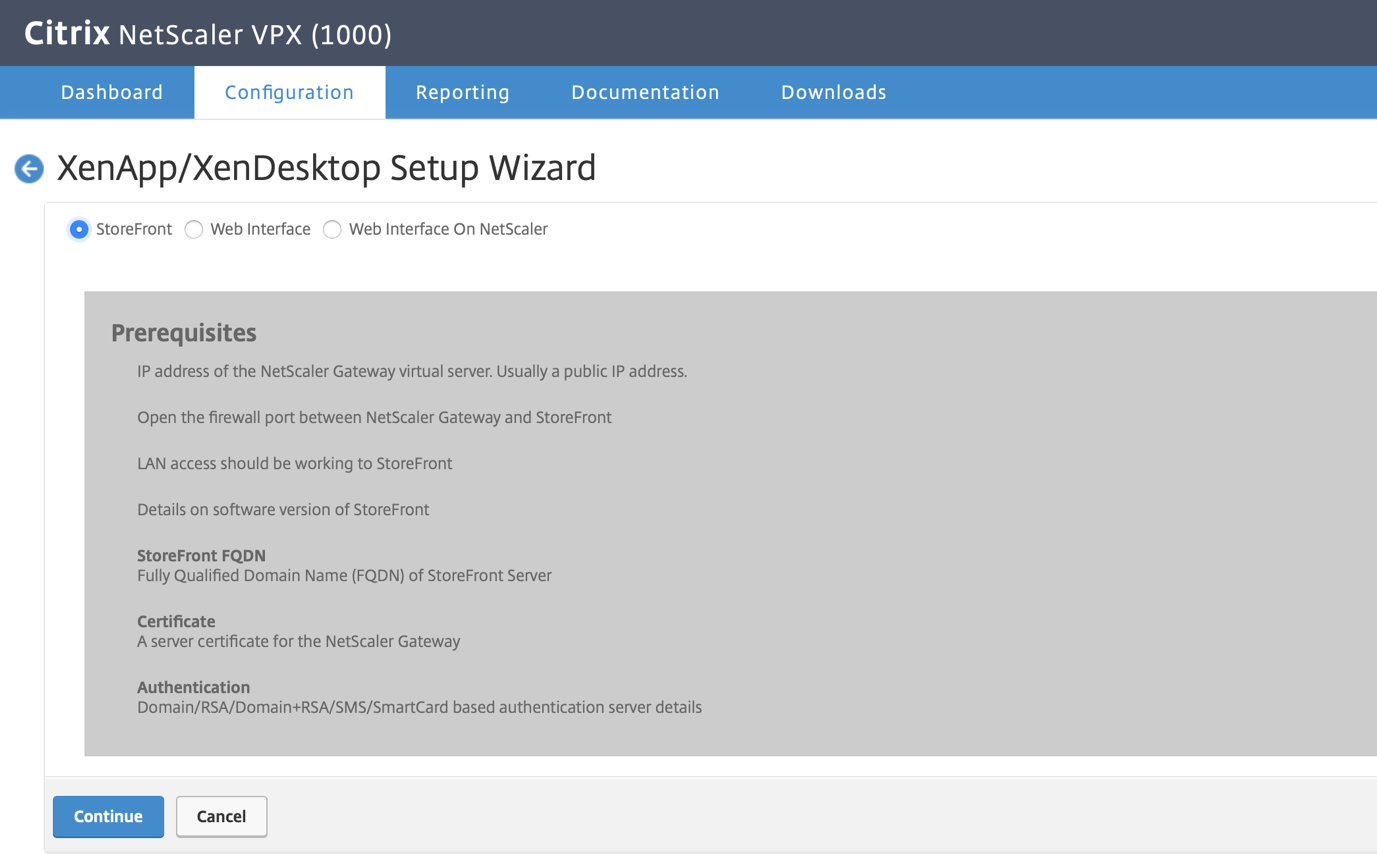 Citrix NetScaler VPX (1000)
Dashboard Configuration Reporting Documentation Downloads
XenApp/XenDesktop Setup Wizard
StoreFront Web Interface Web Interface On NetScaler
Prerequisites
IP address of the NetScaler Gateway virtual server. Usually a public IP address.
Open the firewall port between NetScaler Gateway and StoreFront
LAN access should be working to StoreFront
Details on software version of StoreFront
StoreFront FQDN
Fully Qualified Domain Name (FQDN) of StoreFront Server
Certificate
A server certificate for the NetScaler Gateway
Authentication
Domain/RSA/Domain+RSA/SMS/SmartCard based authentication server details
Continue Cancel